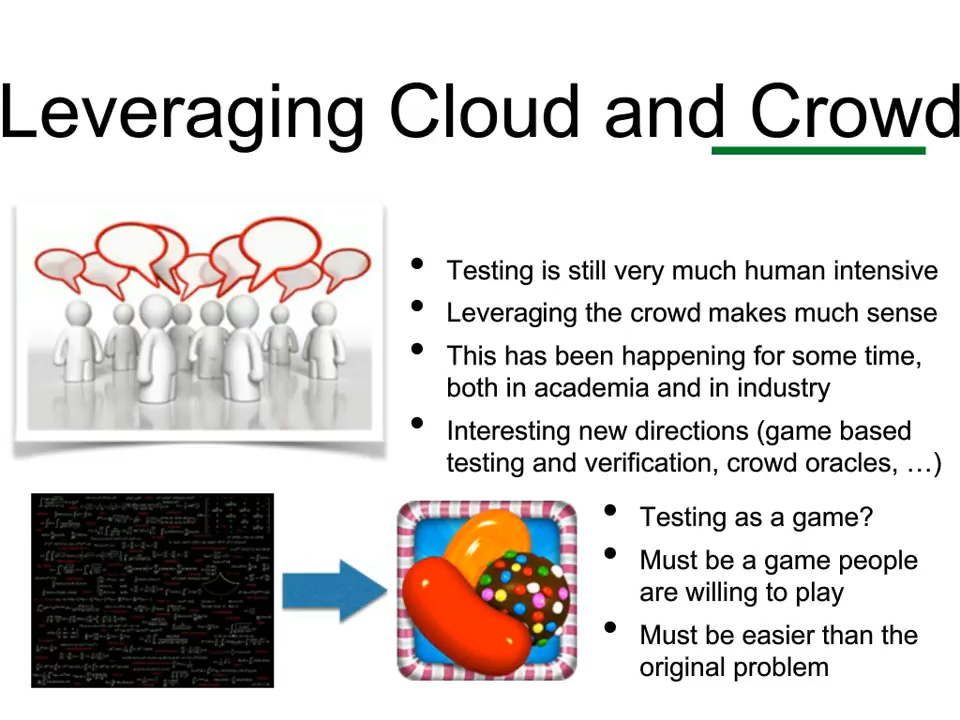 Leveraging Cloud and Crowd
• Testing is still very much human intensive
• Leveraging the crowd makes much sense
• This has been happening for some time,
both in academia and in industry
• Interesting new directions (game based
testing and verification, crowd oracles, …)
• Testing as a game?
• Must be a game people
are willing to play
• Must be easier than the
original problem